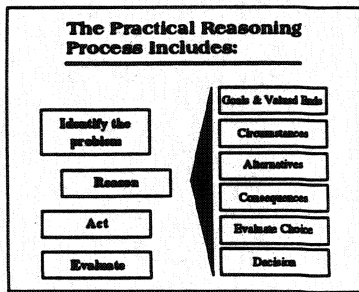 The Practical Reasoning
Process Includes:
Identify the
problem
Reason
Act
Evaluate
Goals & Valued Ends
Circumstances
Alternatives
Consequences
Evaluate Choice
Decision